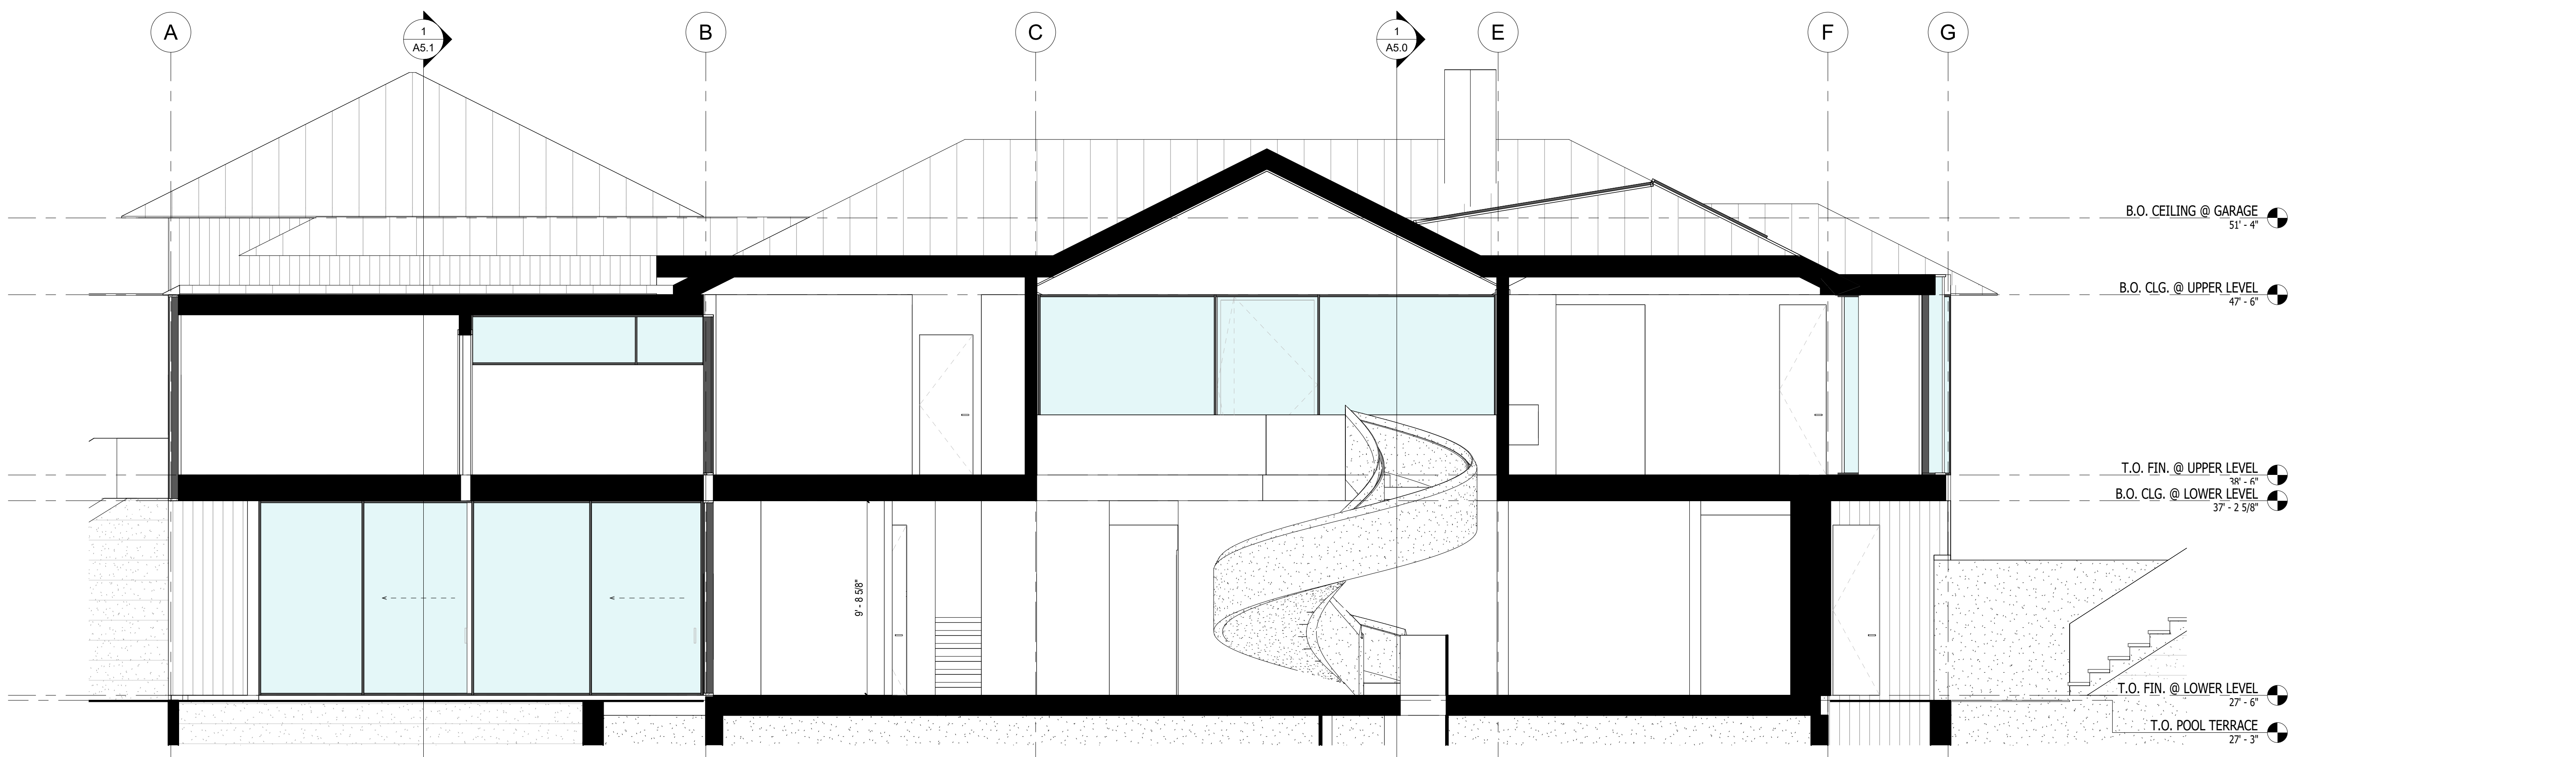 A
1
A5.1
B
C
1
A5.0
E
F
G
B.O. CEILING @ GARAGE
51' - 4"
B.O. CLG. @ UPPER LEVEL
47' - 6"
T.O. FIN. @ UPPER LEVEL
38' - 6"
B.O. CLG. @ LOWER LEVEL
37' - 2 5/8"
9' - 8 5/8"
T.O. FIN. @ LOWER LEVEL
27' - 6"
T.O. POOL TERRACE
27' - 3"